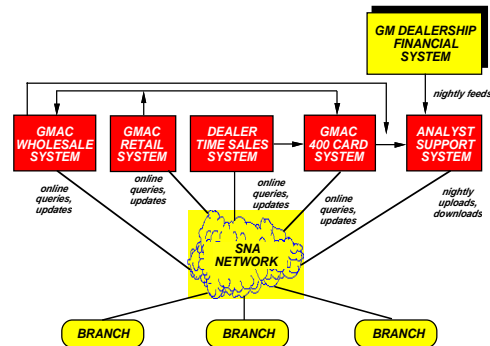 GM DEALERSHIP
FINANCIAL
SYSTEM
nightly feeds
GMAC
WHOLESALE
SYSTEM
GMAC
RETAIL
SYSTEM
DEALER
TIME SALES
SYSTEM
GMAC
400 CARD
SYSTEM
ANALYST
SUPPORT
SYSTEM
online
queries,
updates
online
queries,
updates
online
queries,
updates
online
queries,
updates
nightly
uploads,
downloads
SNA
NETWORK
BRANCH
BRANCH
BRANCH